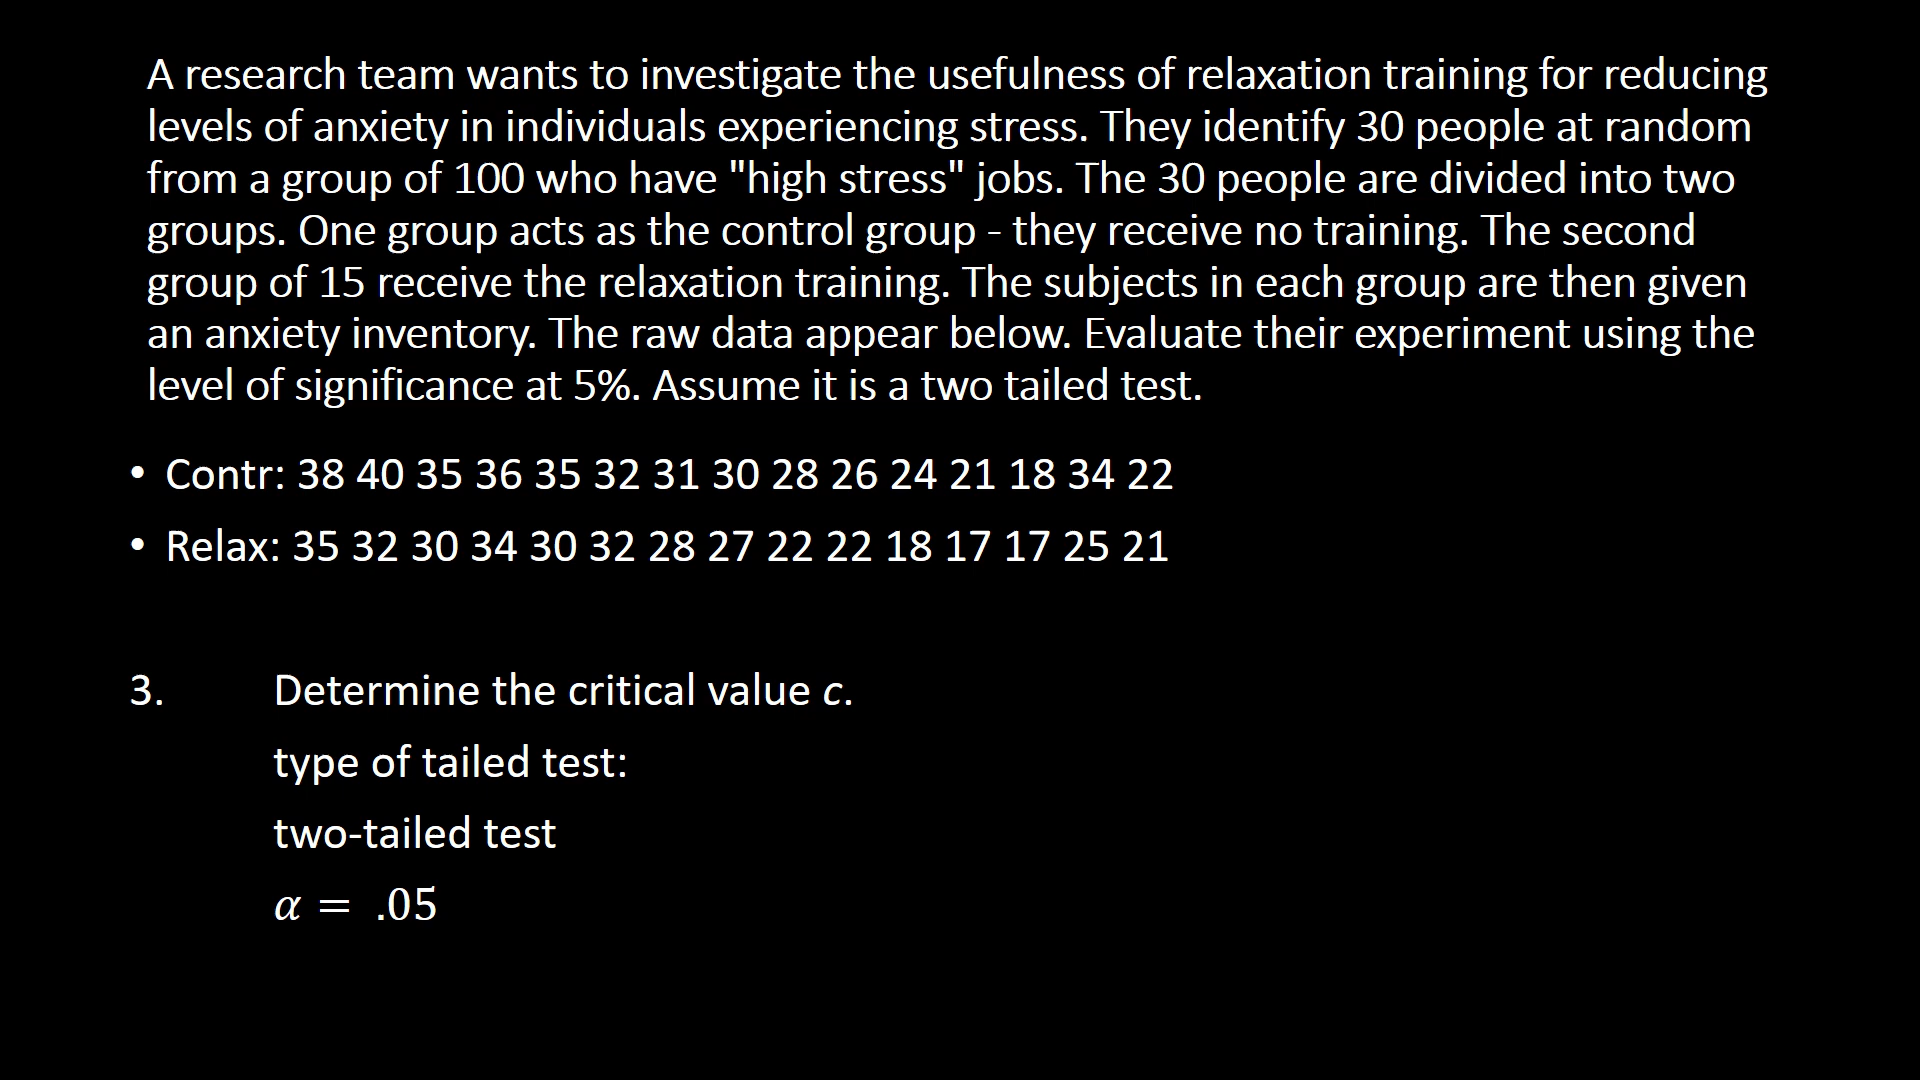 A research team wants to investigate the usefulness of relaxation training for reducing
levels of anxiety in individuals experiencing stress. They identify 30 people at random
from a group of 100 who have "high stress" jobs. The 30 people are divided into two
groups. One group acts as the control group - they receive no training. The second
group of 15 receive the relaxation training. The subjects in each group are then given
an anxiety inventory. The raw data appear below. Evaluate their experiment using the
level of significance at 5%. Assume it is a two tailed test.
• Contr: 38 40 35 36 35 32 31 30 28 26 24 21 18 34 22
• Relax: 35 32 30 34 30 32 28 27 22 22 18 17 17 25 21
3. Determine the critical value c.
type of tailed test:
two-tailed test
α = .05